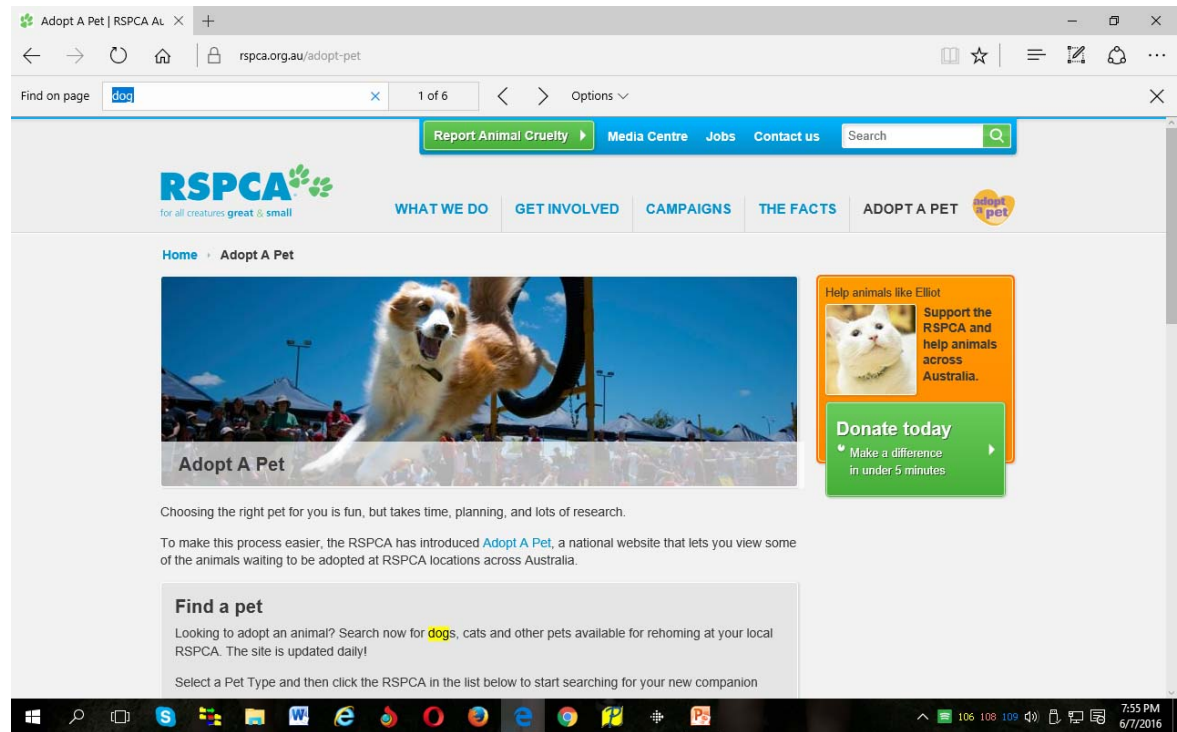 Adopt A Pet | RSPCA Au
rspca.org.au/adopt-pet
Find on page dog 1 of 6 Options
Report Animal Cruelty Media Centre Jobs Contact us Search
RSPCA
for all creatures great & small
WHAT WE DO GET INVOLVED CAMPAIGNS THE FACTS ADOPT A PET adopt a pet
Home Adopt A Pet
Adopt A Pet
Help animals like Elliot
Support the
RSPCA and
help animals
across
Australia.
Donate today
Make a difference
in under 5 minutes
Choosing the right pet for you is fun, but takes time, planning, and lots of research.
To make this process easier, the RSPCA has introduced Adopt A Pet, a national website that lets you view some
of the animals waiting to be adopted at RSPCA locations across Australia.
Find a pet
Looking to adopt an animal? Search now for dogs, cats and other pets available for rehoming at your local
RSPCA. The site is updated daily!
Select a Pet Type and then click the RSPCA in the list below to start searching for your new companion
106 108 109 7:55 PM
6/7/2016